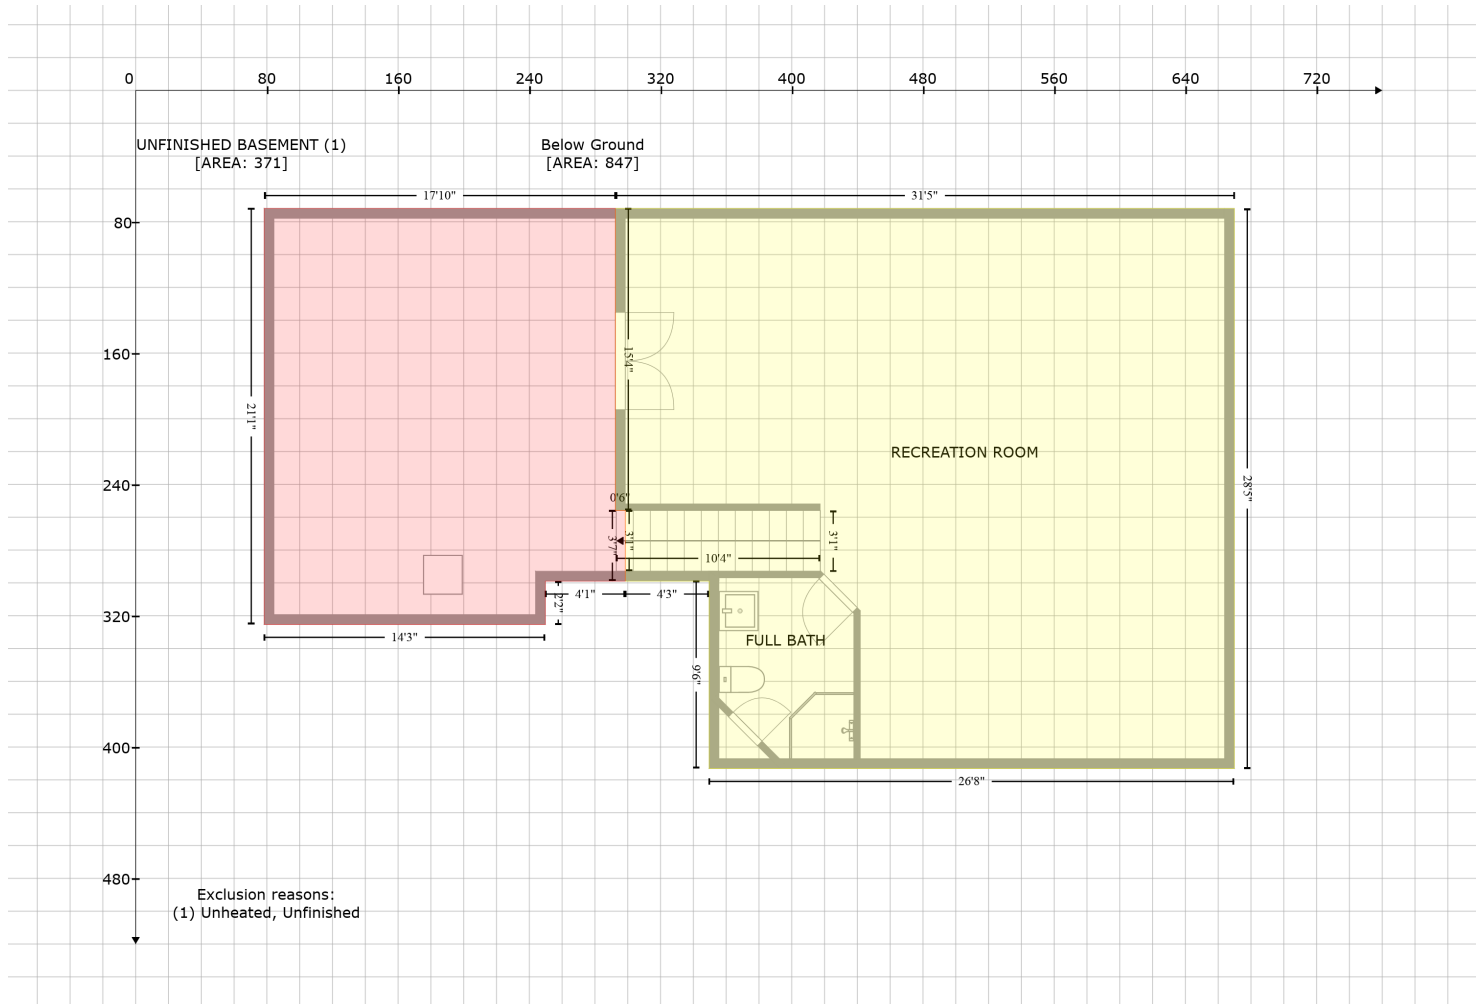 0 80 160 240 320 400 480 560 640 720
UNFINISHED BASEMENT (1)
[AREA: 371]
Below Ground
[AREA: 847]
17'10"
31'5"
80
160
15'4"
21'1"
RECREATION ROOM
240
0'6"
28'5"
3'7"
3'1"
3'1"
10'4"
4'1"
2'2"
4'3"
320
14'3"
FULL BATH
9'6"
400
26'8"
480
Exclusion reasons:
(1) Unheated, Unfinished